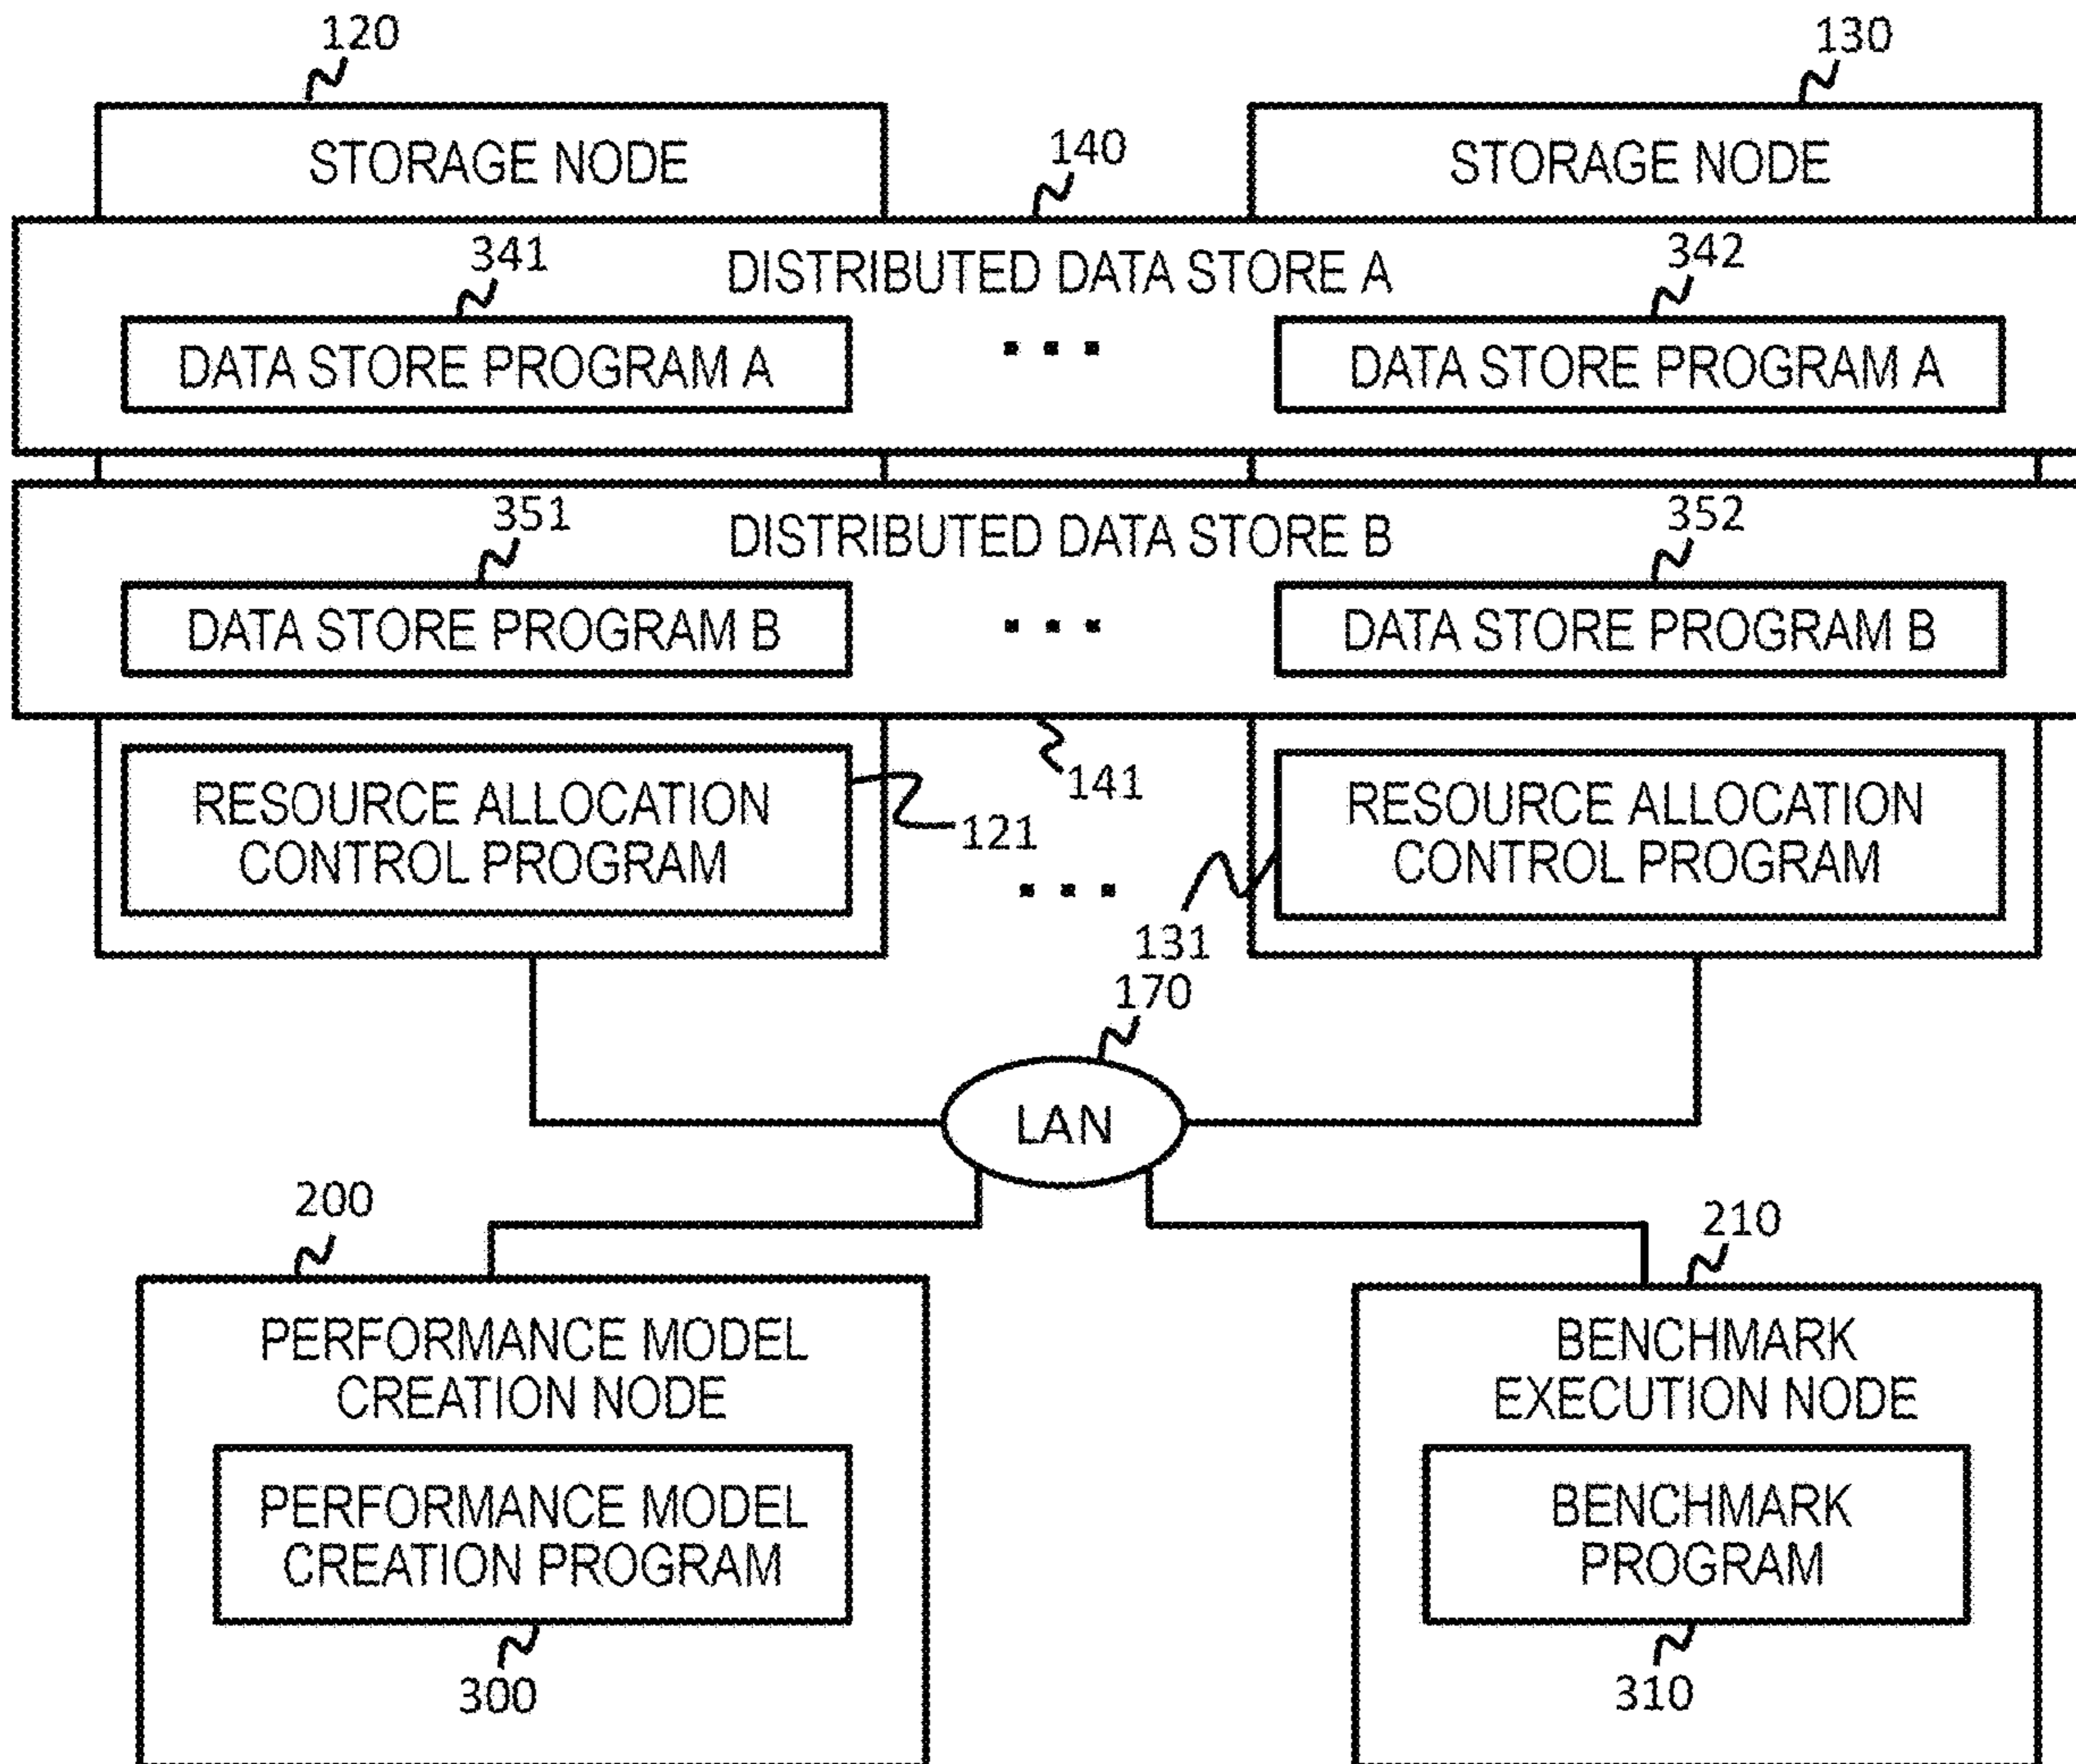 120
130
STORAGE NODE
STORAGE NODE
140
DISTRIBUTED DATA STORE A
341
342
DATA STORE PROGRAM A
...
DATA STORE PROGRAM A
DISTRIBUTED DATA STORE B
351
352
DATA STORE PROGRAM B
...
DATA STORE PROGRAM B
141
RESOURCE ALLOCATION
CONTROL PROGRAM
121
...
RESOURCE ALLOCATION
CONTROL PROGRAM
131
170
LAN
200
210
PERFORMANCE MODEL
CREATION NODE
PERFORMANCE MODEL
CREATION PROGRAM
300
BENCHMARK
EXECUTION NODE
BENCHMARK
PROGRAM
310